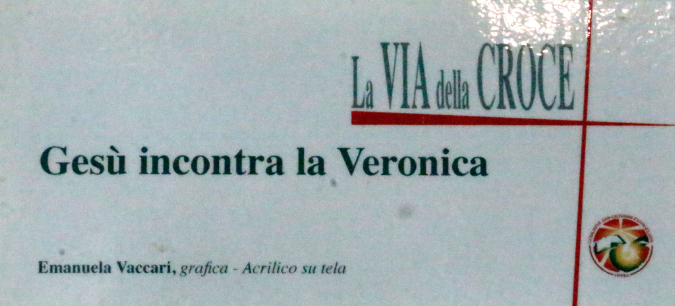 La VIA della CROCE
Gesù incontra la Veronica
Emanuela Vaccari, grafica - Acrilico su tela